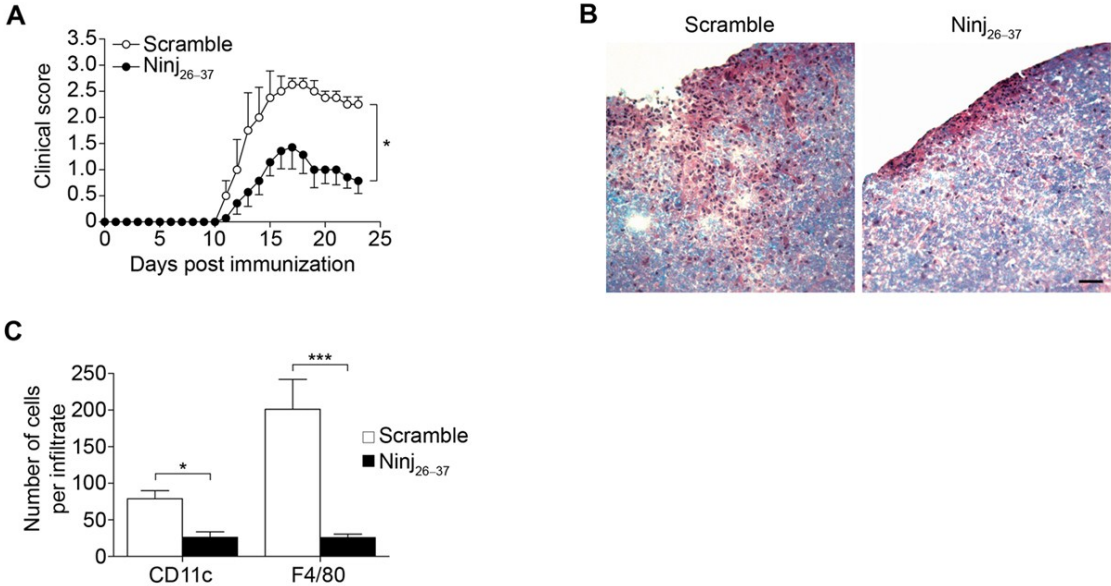 A
Clinical score
3.5
3.0
2.5
2.0
1.5
1.0
0.5
0
Scramble
Ninj26–37
*
0 5 10 15 20 25
Days post immunization
B
Scramble
Ninj26–37
C
Number of cells
per infiltrate
250
200
150
100
50
0
*
***
Scramble
Ninj26–37
CD11c F4/80